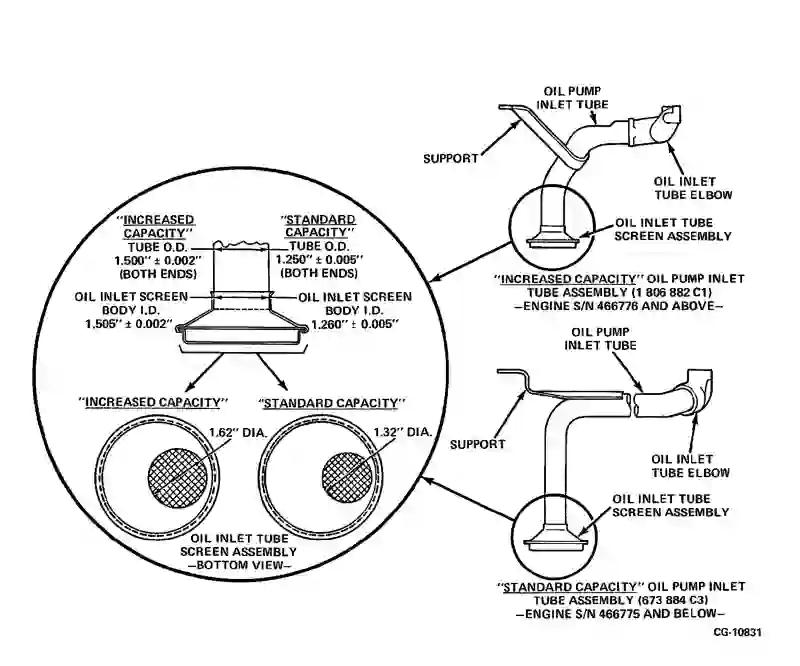 OIL PUMP
INLET TUBE
SUPPORT
OIL INLET
TUBE ELBOW
OIL INLET TUBE
SCREEN ASSEMBLY
"INCREASED CAPACITY" OIL PUMP INLET
TUBE ASSEMBLY (1 806 882 C1)
—ENGINE S/N 466776 AND ABOVE—
"INCREASED
CAPACITY"
TUBE O.D.
1.500" ± 0.002"
(BOTH ENDS)
"STANDARD
CAPACITY"
TUBE O.D.
1.250" ± 0.005"
(BOTH ENDS)
OIL INLET SCREEN
BODY I.D.
1.505" ± 0.002"
OIL INLET SCREEN
BODY I.D.
1.260" ± 0.005"
"INCREASED CAPACITY"
"STANDARD CAPACITY"
1.62" DIA.
1.32" DIA.
OIL INLET TUBE
SCREEN ASSEMBLY
—BOTTOM VIEW—
OIL PUMP
INLET TUBE
SUPPORT
OIL INLET
TUBE ELBOW
OIL INLET TUBE
SCREEN ASSEMBLY
"STANDARD CAPACITY" OIL PUMP INLET
TUBE ASSEMBLY (673 884 C3)
—ENGINE S/N 466775 AND BELOW—
CG-10831